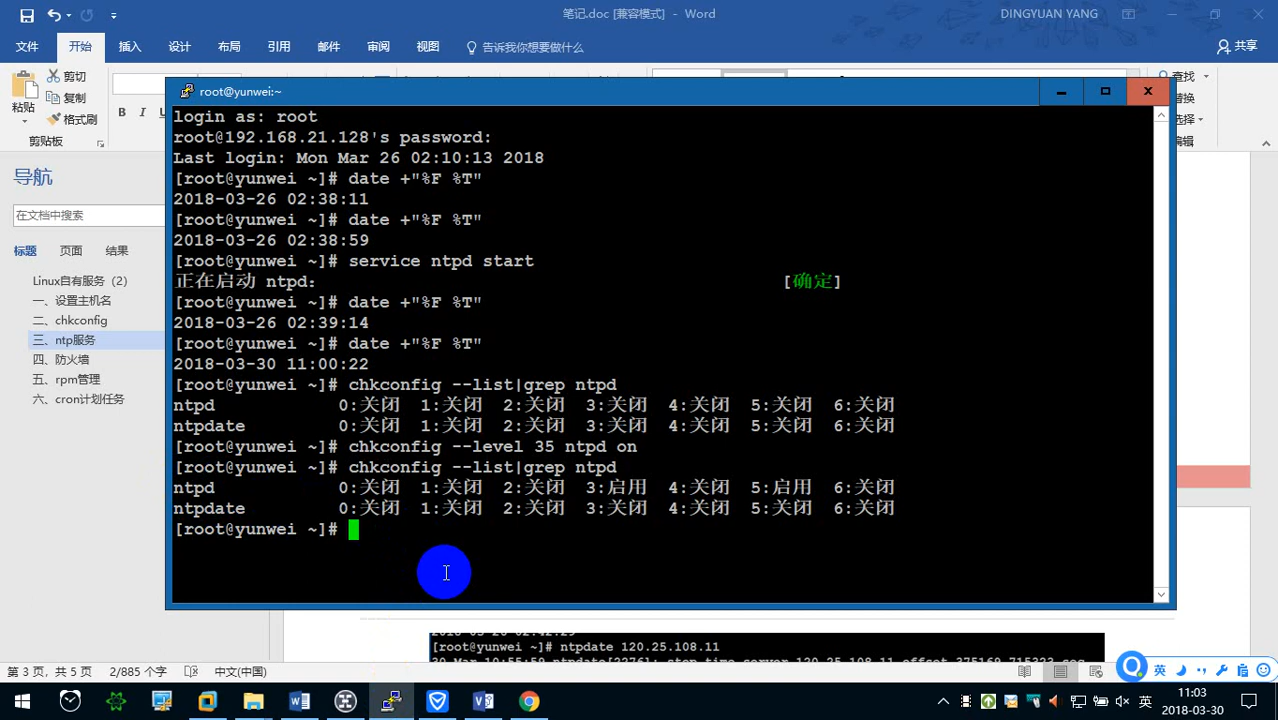 笔记.doc [兼容模式] - Word
DINGYUAN YANG
文件 开始 插入 设计 布局 引用 邮件 审阅 视图 告诉我你想要做什么 共享
剪切
复制
格式刷
粘贴
剪贴板
B I U
查找
替换
选择
编辑
导航
在文档中搜索
标题 页面 结果
Linux自有服务（2）
一、设置主机名
二、chkconfig
三、ntp服务
四、防火墙
五、rpm管理
六、cron计划任务
root@yunwei:~
login as: root
root@192.168.21.128's password:
Last login: Mon Mar 26 02:10:13 2018
[root@yunwei ~]# date +"%F %T"
2018-03-26 02:38:11
[root@yunwei ~]# date +"%F %T"
2018-03-26 02:38:59
[root@yunwei ~]# service ntpd start
正在启动 ntpd： [确定]
[root@yunwei ~]# date +"%F %T"
2018-03-26 02:39:14
[root@yunwei ~]# date +"%F %T"
2018-03-30 11:00:22
[root@yunwei ~]# chkconfig --list|grep ntpd
ntpd 0:关闭 1:关闭 2:关闭 3:关闭 4:关闭 5:关闭 6:关闭
ntpdate 0:关闭 1:关闭 2:关闭 3:关闭 4:关闭 5:关闭 6:关闭
[root@yunwei ~]# chkconfig --level 35 ntpd on
[root@yunwei ~]# chkconfig --list|grep ntpd
ntpd 0:关闭 1:关闭 2:关闭 3:启用 4:关闭 5:启用 6:关闭
ntpdate 0:关闭 1:关闭 2:关闭 3:关闭 4:关闭 5:关闭 6:关闭
[root@yunwei ~]#
[root@yunwei ~]# ntpdate 120.25.108.11
第 3 页，共 5 页 2/885 个字 中文(中国)
英
英 11:03
2018-03-30